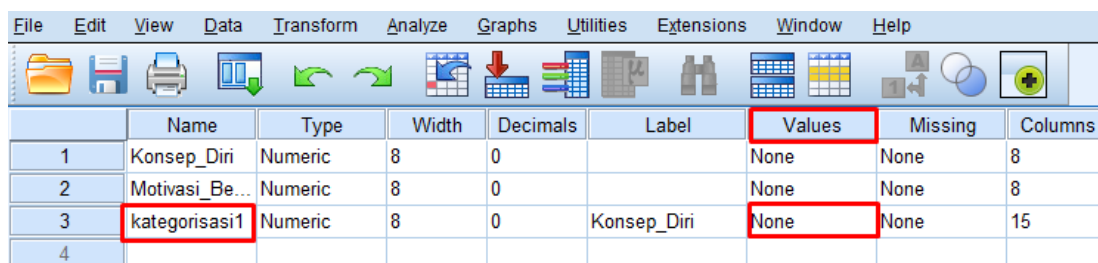 File Edit View Data Transform Analyze Graphs Utilities Extensions Window Help
Name Type Width Decimals Label Values Missing Columns
1 Konsep_Diri Numeric 8 0 None None 8
2 Motivasi_Be... Numeric 8 0 None None 8
3 kategorisasi1 Numeric 8 0 Konsep_Diri None None 15
4